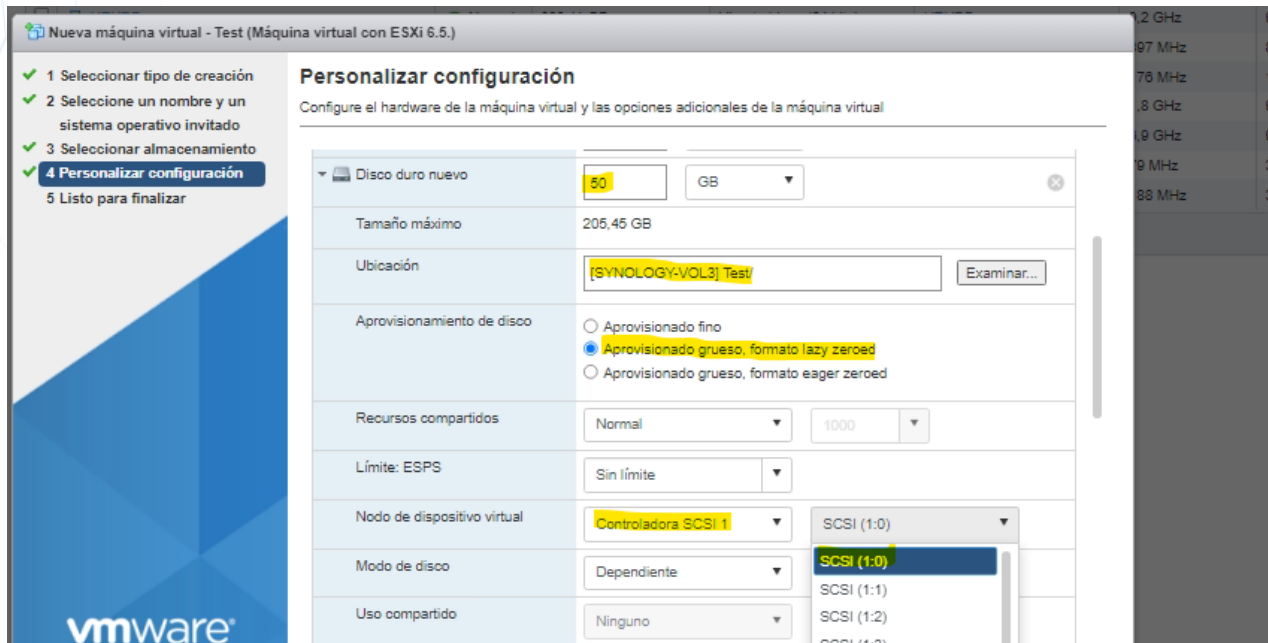 Nueva máquina virtual - Test (Máquina virtual con ESXi 6.5.)
1 Seleccionar tipo de creación
2 Seleccione un nombre y un
sistema operativo invitado
3 Seleccionar almacenamiento
4 Personalizar configuración
5 Listo para finalizar
Personalizar configuración
Configure el hardware de la máquina virtual y las opciones adicionales de la máquina virtual
Disco duro nuevo 50 GB
Tamaño máximo 205,45 GB
Ubicación [SYNOLOGY-VOL3] Test/ Examinar...
Aprovisionamiento de disco
Aprovisionado fino
Aprovisionado grueso, formato lazy zeroed
Aprovisionado grueso, formato eager zeroed
Recursos compartidos Normal 1000
Límite: ESPS Sin límite
Nodo de dispositivo virtual Controladora SCSI 1 SCSI (1:0)
SCSI (1:0)
Modo de disco Dependiente
SCSI (1:1)
Uso compartido Ninguno SCSI (1:2)
vmware
,2 GHz
97 MHz
76 MHz
,8 GHz
,9 GHz
9 MHz
88 MHz